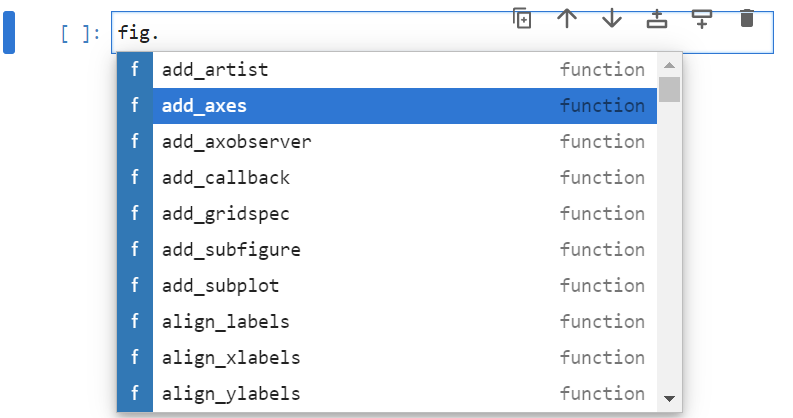 [ ]: fig.
f add_artist function
f add_axes function
f add_axobserver function
f add_callback function
f add_gridspec function
f add_subfigure function
f add_subplot function
f align_labels function
f align_xlabels function
f align_ylabels function